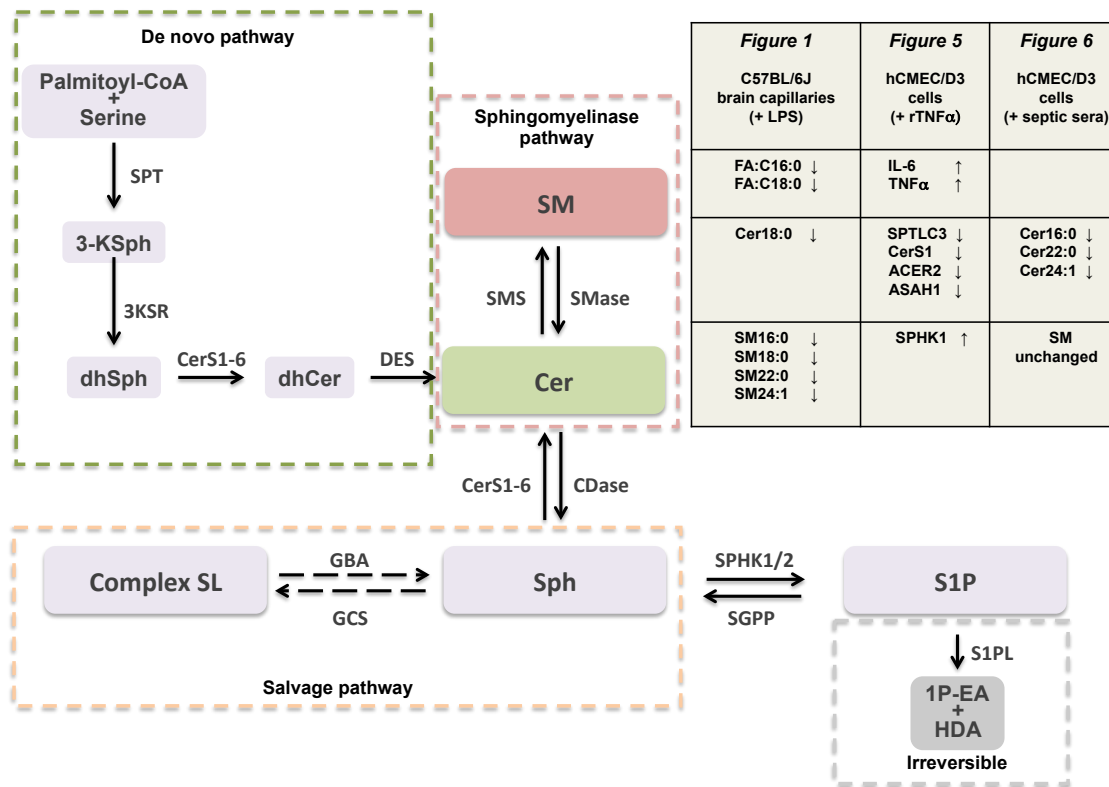 De novo pathway
Palmitoyl-CoA
+
Serine
SPT
3-KSph
3KSR
dhSph
CerS1-6
dhCer
DES
Sphingomyelinase
pathway
SM
SMS
SMase
Cer
CerS1-6
CDase
Complex SL
GBA
GCS
Sph
Salvage pathway
SPHK1/2
SGPP
S1P
S1PL
1P-EA
+
HDA
Irreversible
Figure 1
C57BL/6J
brain capillaries
(+ LPS)
Figure 5
hCMEC/D3
cells
(+ rTNFα)
Figure 6
hCMEC/D3
cells
(+ septic sera)
FA:C16:0 ↓
FA:C18:0 ↓
IL-6 ↑
TNFα ↑
Cer18:0 ↓
SPTLC3 ↓
CerS1 ↓
ACER2 ↓
ASAH1 ↓
Cer16:0 ↓
Cer22:0 ↓
Cer24:1 ↓
SM16:0 ↓
SM18:0 ↓
SM22:0 ↓
SM24:1 ↓
SPHK1 ↑
SM
unchanged